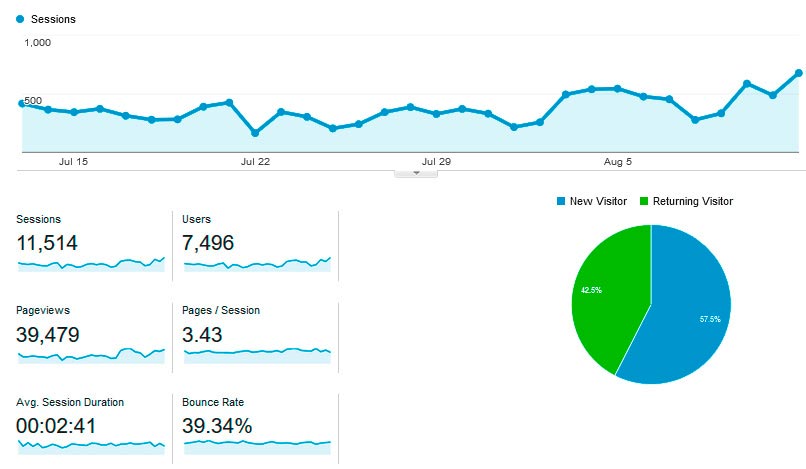 Sessions
1,000
500
Jul 15 Jul 22 Jul 29 Aug 5
New Visitor Returning Visitor
42.5%
57.5%
Sessions Users
11,514 7,496
Pageviews Pages / Session
39,479 3.43
Avg. Session Duration Bounce Rate
00:02:41 39.34%